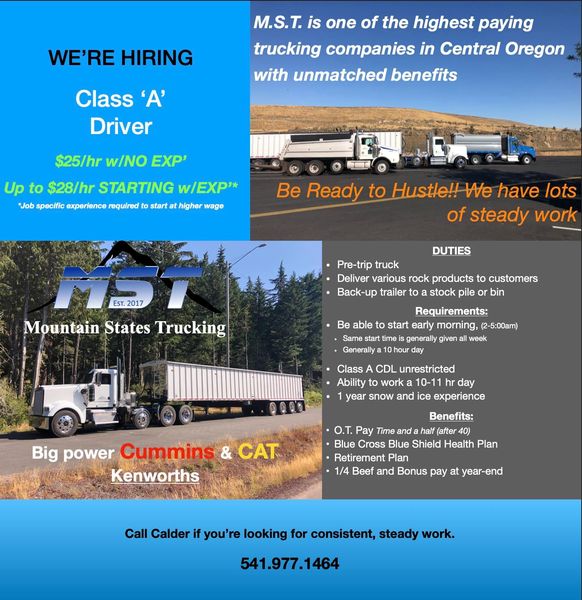 WE'RE HIRING
Class ‘A’
Driver
$25/hr w/NO EXP’
Up to $28/hr STARTING w/EXP’*
*Job specific experience required to start at higher wage
M.S.T. is one of the highest paying
trucking companies in Central Oregon
with unmatched benefits
Be Ready to Hustle!! We have lots
of steady work
MST
Est. 2017
Mountain States Trucking
Big power Cummins & CAT
Kenworths
DUTIES
• Pre-trip truck
• Deliver various rock products to customers
• Back-up trailer to a stock pile or bin
Requirements:
• Be able to start early morning, (2-5:00am)
• Same start time is generally given all week
• Generally a 10 hour day
• Class A CDL unrestricted
• Ability to work a 10-11 hr day
• 1 year snow and ice experience
Benefits:
• O.T. Pay Time and a half (after 40)
• Blue Cross Blue Shield Health Plan
• Retirement Plan
• 1/4 Beef and Bonus pay at year-end
Call Calder if you're looking for consistent, steady work.
541.977.1464